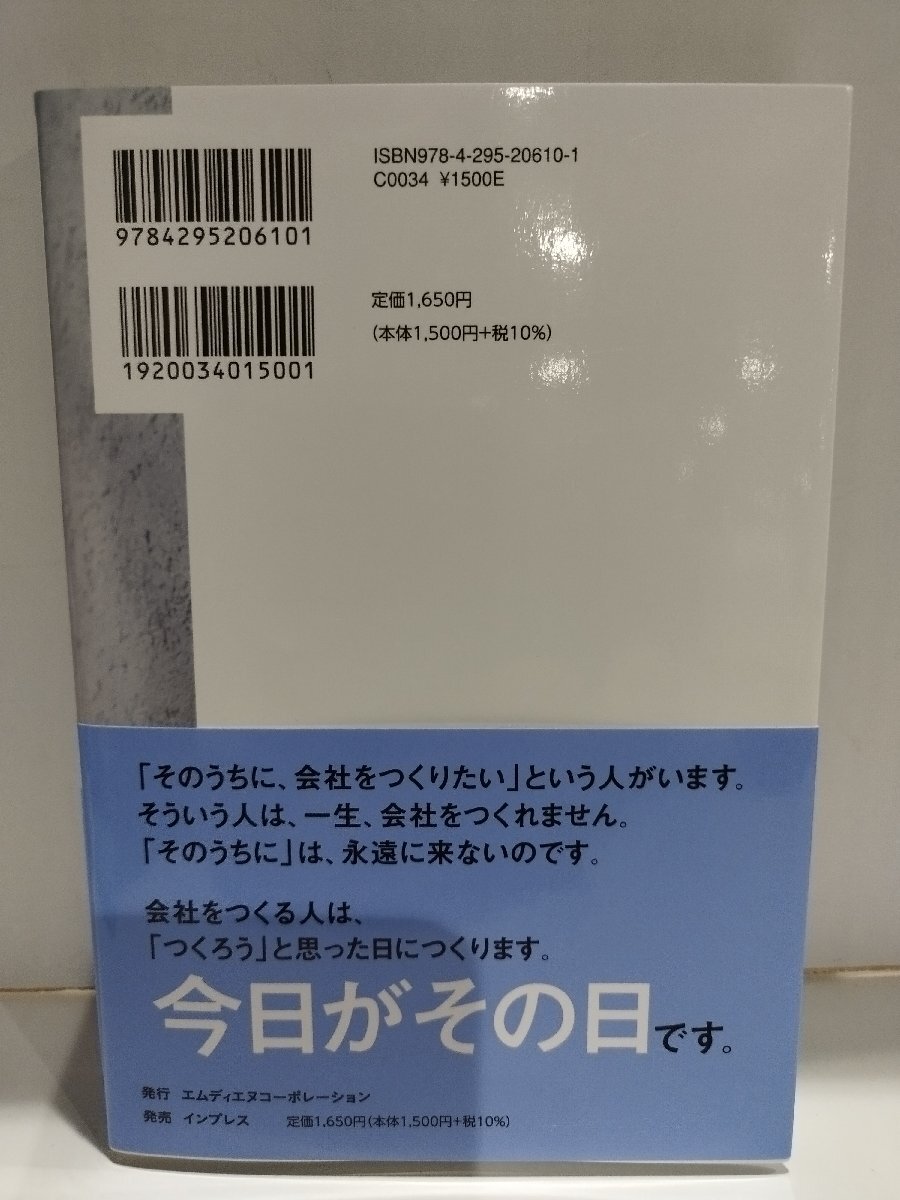 ISBN978-4-295-20610-1
C0034 ¥1500E
9784295206101
定価1,650円
(本体1,500円+税10%)
1920034015001
「そのうちに、会社をつくりたい」という人がいます。
そういう人は、一生、会社をつくれません。
「そのうちに」は、永遠に来ないのです。
会社をつくる人は、
「つくろう」と思った日につくります。
今日がその日です。
発行 エムディエヌコーポレーション
発売 インプレス 定価1,650円(本体1,500円+税10%)